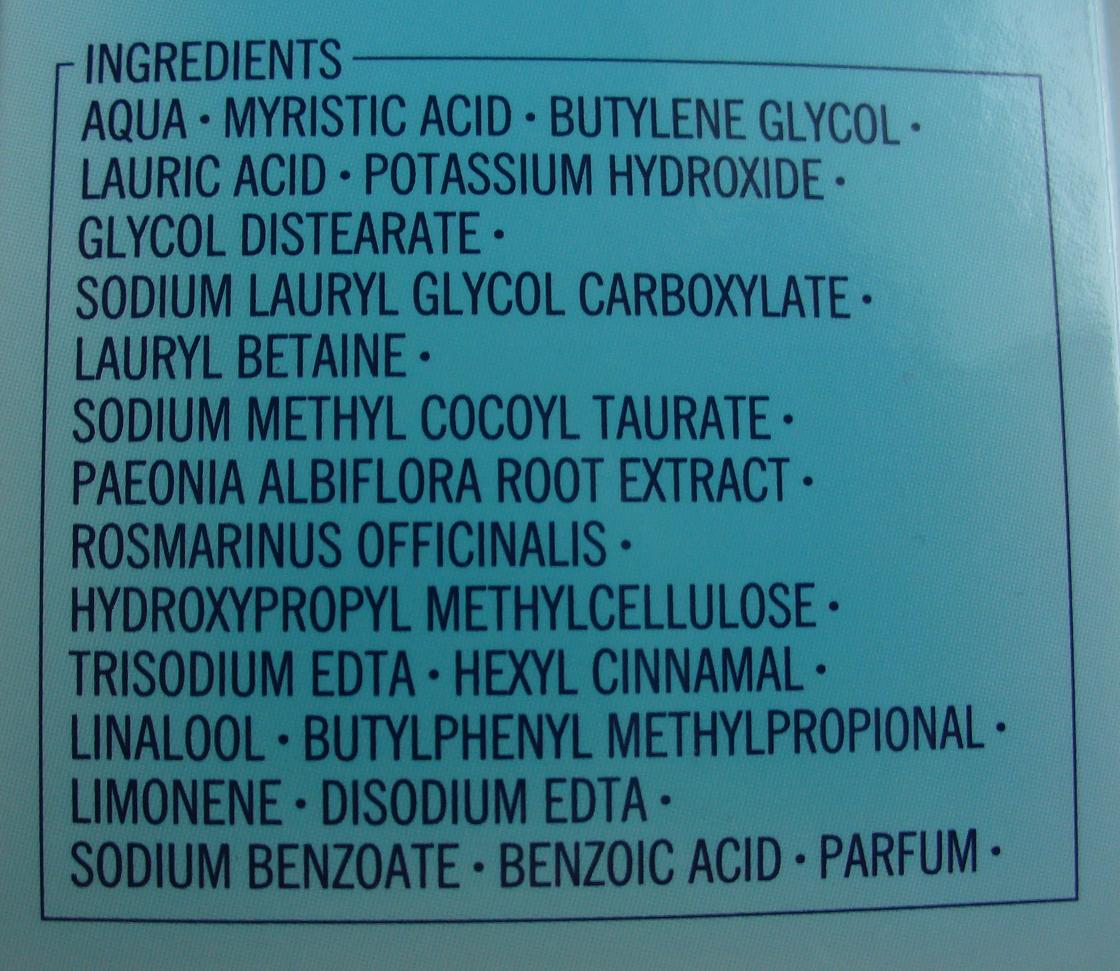 INGREDIENTS
AQUA • MYRISTIC ACID • BUTYLENE GLYCOL •
LAURIC ACID • POTASSIUM HYDROXIDE •
GLYCOL DISTEARATE •
SODIUM LAURYL GLYCOL CARBOXYLATE •
LAURYL BETAINE •
SODIUM METHYL COCOYL TAURATE •
PAEONIA ALBIFLORA ROOT EXTRACT •
ROSMARINUS OFFICINALIS •
HYDROXYPROPYL METHYLCELLULOSE •
TRISODIUM EDTA • HEXYL CINNAMAL •
LINALOOL • BUTYLPHENYL METHYLPROPIONAL •
LIMONENE • DISODIUM EDTA •
SODIUM BENZOATE • BENZOIC ACID • PARFUM •